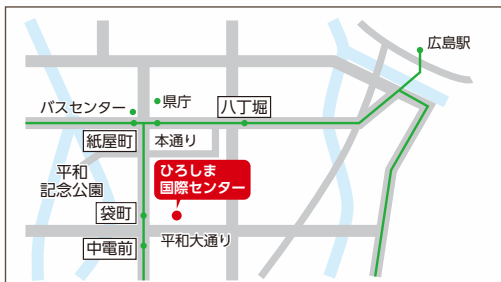 広島駅
バスセンター
県庁
八丁堀
紙屋町
本通り
平和
記念公園
ひろしま
国際センター
袋町
平和大通り
中電前